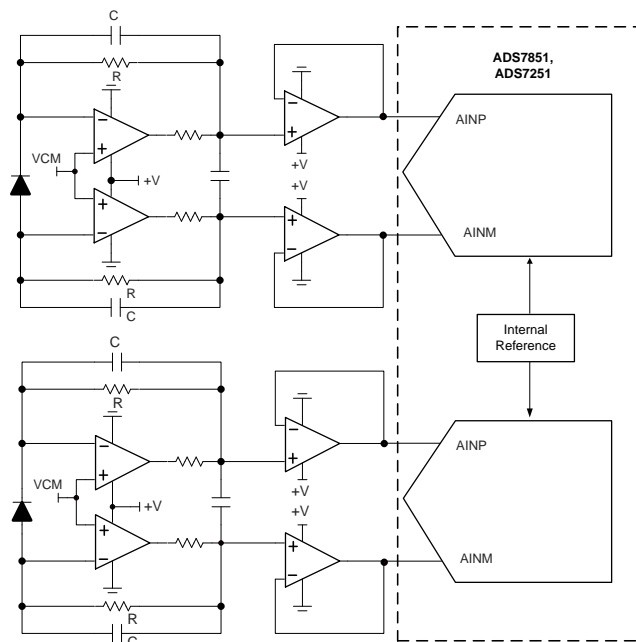 C
R
ADS7851,
ADS7251
−
+
VCM
+V
+
−
−
+
+V
+V
+
−
AINP
AINM
R
C
Internal
Reference
C
R
−
+
VCM
+V
+
−
−
+
+V
+V
+
−
AINP
AINM
R
C